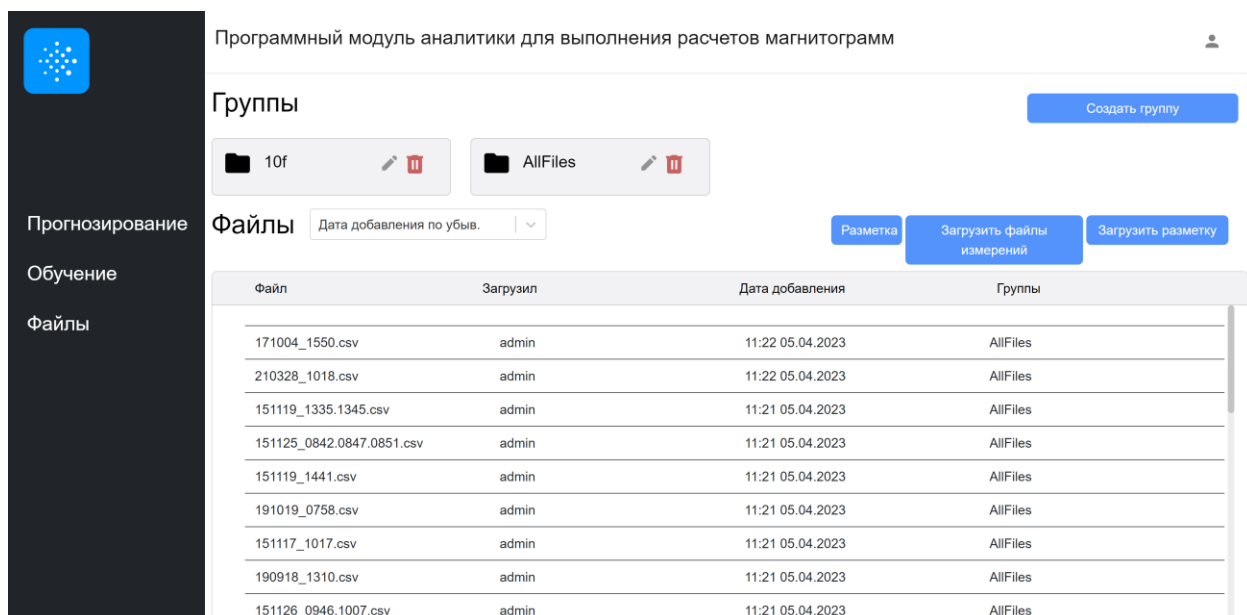 Программный модуль аналитики для выполнения расчетов магнитограмм
Группы
Создать группу
10f
AllFiles
Прогнозирование
Обучение
Файлы
Файлы
Дата добавления по убыв.
Разметка
Загрузить файлы
измерений
Загрузить разметку
Файл Загрузил Дата добавления Группы
171004_1550.csv admin 11:22 05.04.2023 AllFiles
210328_1018.csv admin 11:22 05.04.2023 AllFiles
151119_1335.1345.csv admin 11:21 05.04.2023 AllFiles
151125_0842.0847.0851.csv admin 11:21 05.04.2023 AllFiles
151119_1441.csv admin 11:21 05.04.2023 AllFiles
191019_0758.csv admin 11:21 05.04.2023 AllFiles
151117_1017.csv admin 11:21 05.04.2023 AllFiles
190918_1310.csv admin 11:21 05.04.2023 AllFiles
151126_0946.1007.csv admin 11:21 05.04.2023 AllFiles